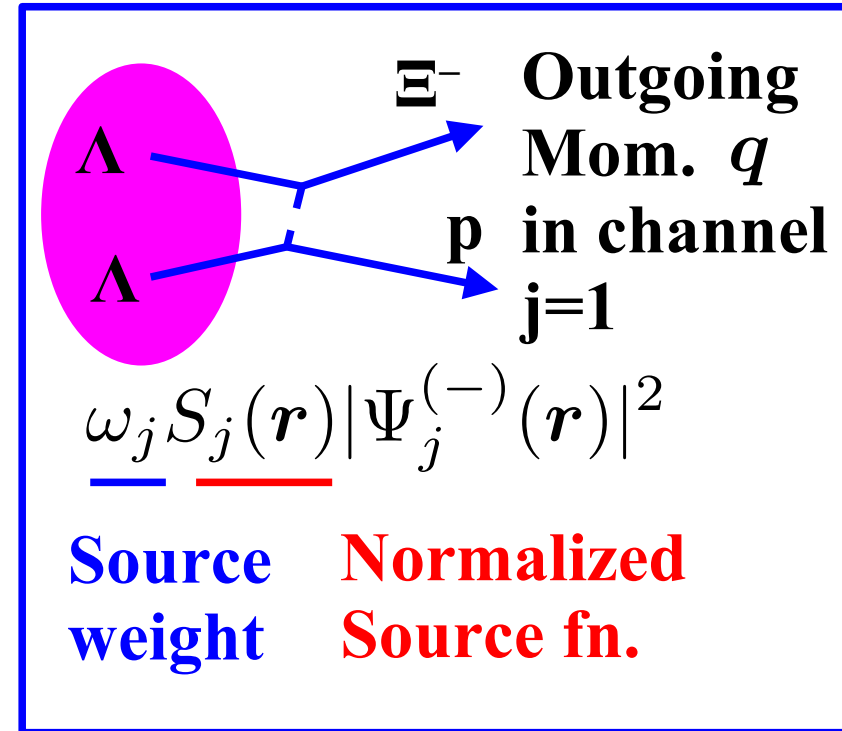 Ξ⁻ Outgoing
Λ Mom. q
p in channel
Λ j=1
ω_j S_j(r)|Ψ_j^(−)(r)|²
Source Normalized
weight Source fn.